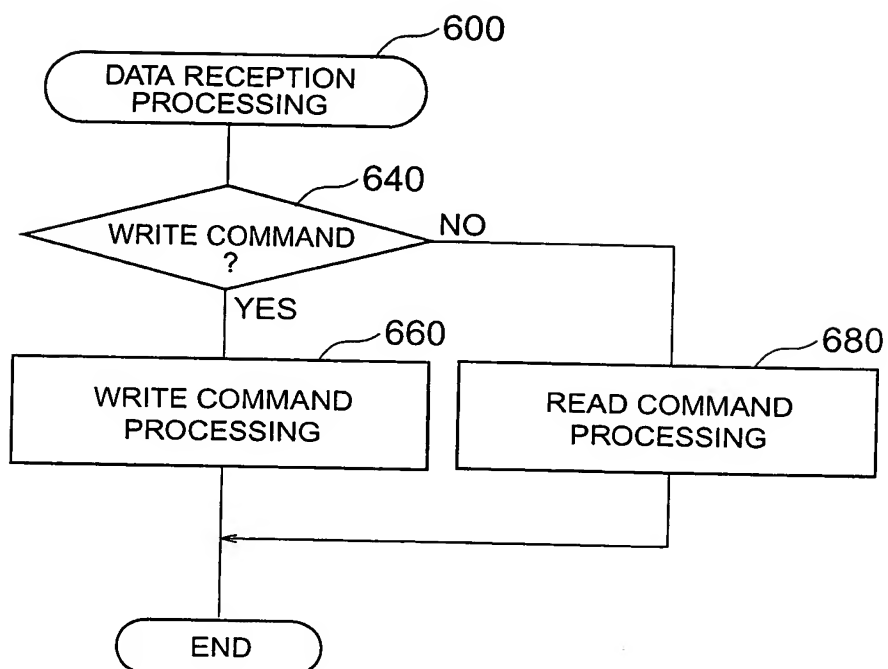 600
DATA RECEPTION
PROCESSING
640
WRITE COMMAND
?
NO
YES
660
WRITE COMMAND
PROCESSING
680
READ COMMAND
PROCESSING
END